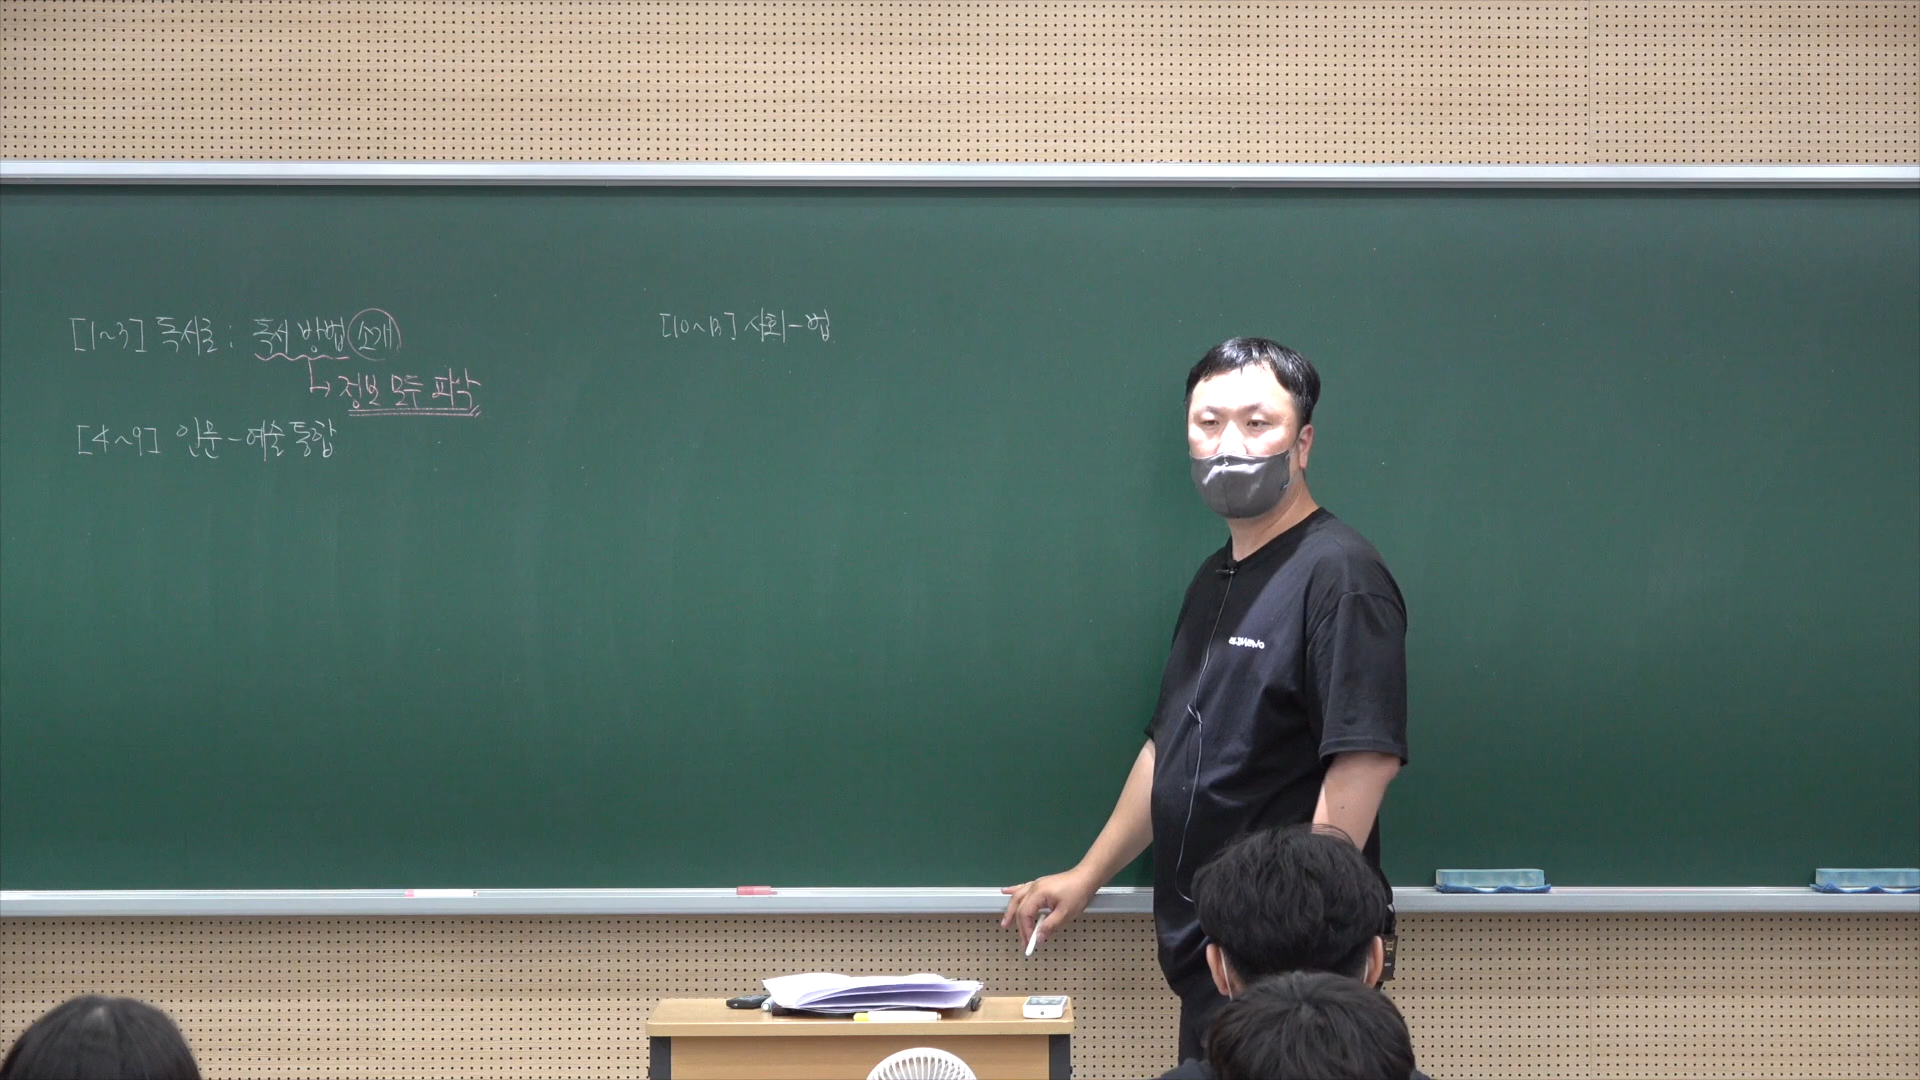 [1~3] 독서론 : 독서 방법 소개
↳ 정보 모두 파악
[4~9] 인문-예술 통합
[10~13] 사회-법